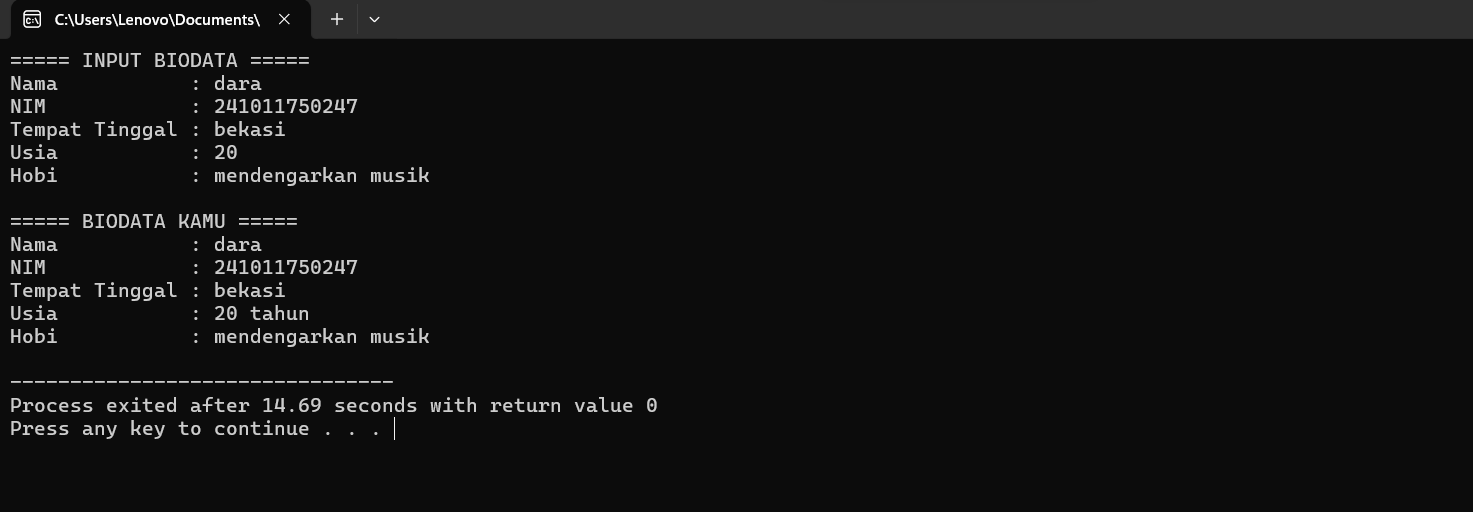 C:\Users\Lenovo\Documents\
===== INPUT BIODATA =====
Nama           : dara
NIM            : 241011750247
Tempat Tinggal : bekasi
Usia           : 20
Hobi           : mendengarkan musik
===== BIODATA KAMU =====
Nama           : dara
NIM            : 241011750247
Tempat Tinggal : bekasi
Usia           : 20 tahun
Hobi           : mendengarkan musik
--------------------------------
Process exited after 14.69 seconds with return value 0
Press any key to continue . . .